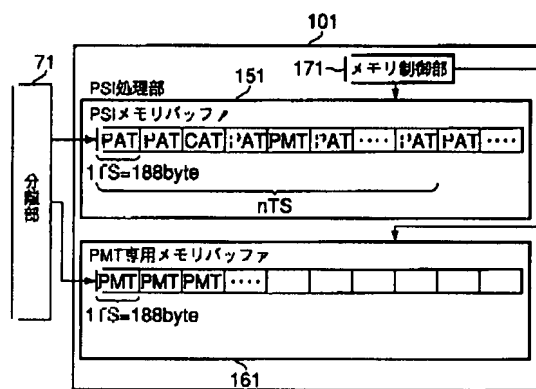 101
71
171
メモリ制御部
PSI処理部
151
PSIメモリバッファ
PAT PAT CAT PAT PMT PAT ‥‥ PAT PAT ‥‥
1TS=188byte
nTS
分離部
PMT専用メモリバッファ
PMT PMT PMT ‥‥
1TS=188byte
161